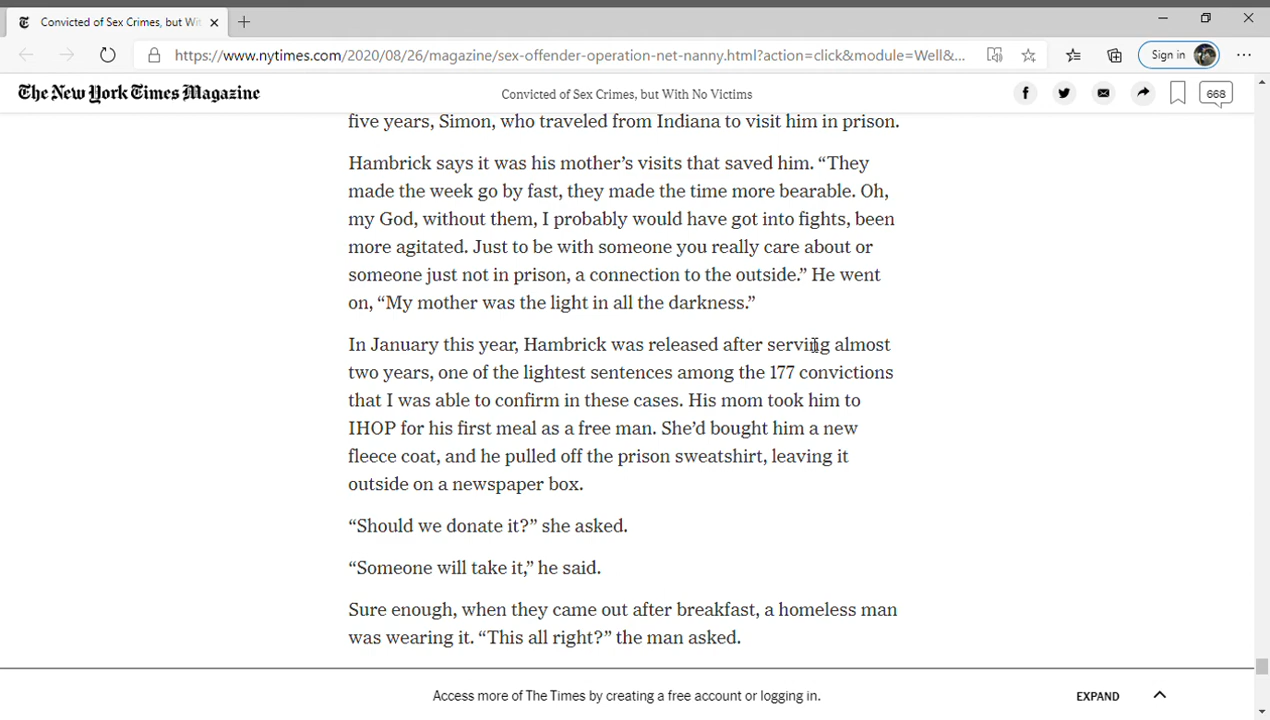 Convicted of Sex Crimes, but Wit
https://www.nytimes.com/2020/08/26/magazine/sex-offender-operation-net-nanny.html?action=click&module=Well&...
Sign in
The New York Times Magazine
Convicted of Sex Crimes, but With No Victims
668
five years, Simon, who traveled from Indiana to visit him in prison.
Hambrick says it was his mother’s visits that saved him. “They
made the week go by fast, they made the time more bearable. Oh,
my God, without them, I probably would have got into fights, been
more agitated. Just to be with someone you really care about or
someone just not in prison, a connection to the outside.” He went
on, “My mother was the light in all the darkness.”
In January this year, Hambrick was released after serving almost
two years, one of the lightest sentences among the 177 convictions
that I was able to confirm in these cases. His mom took him to
IHOP for his first meal as a free man. She’d bought him a new
fleece coat, and he pulled off the prison sweatshirt, leaving it
outside on a newspaper box.
“Should we donate it?” she asked.
“Someone will take it,” he said.
Sure enough, when they came out after breakfast, a homeless man
was wearing it. “This all right?” the man asked.
Access more of The Times by creating a free account or logging in.
EXPAND